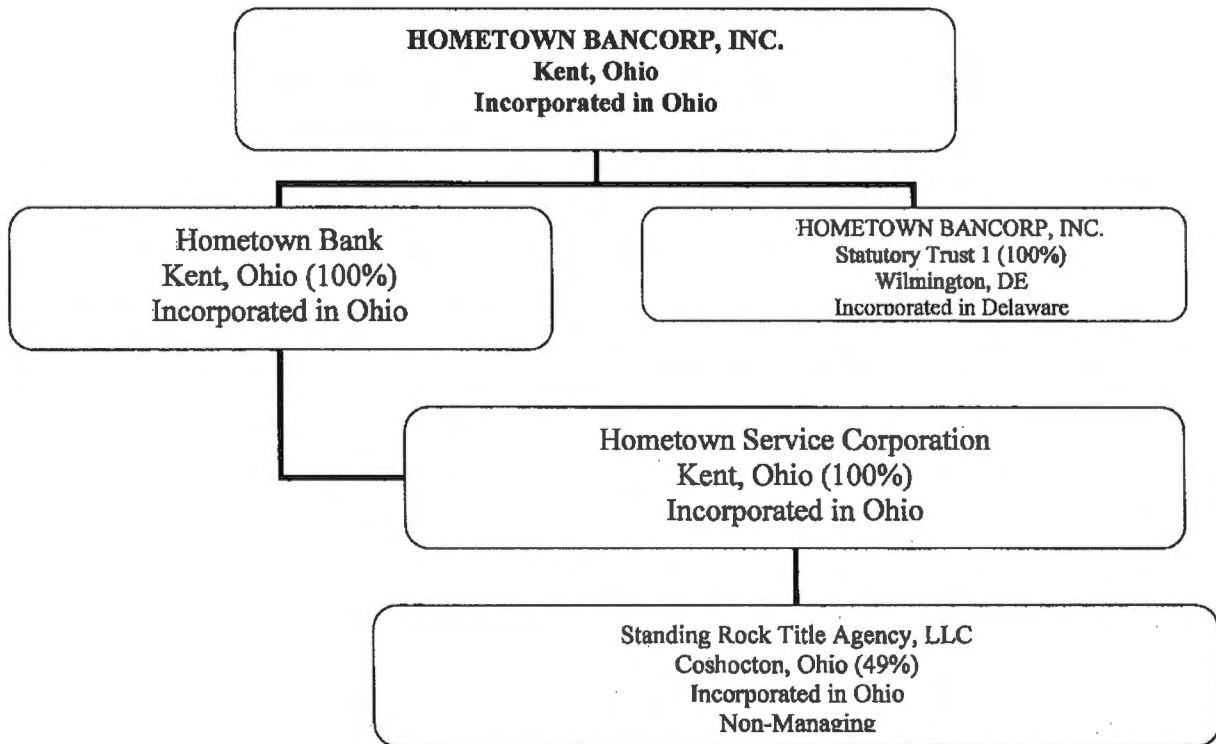 HOMETOWN BANCORP, INC.
Kent, Ohio
Incorporated in Ohio
Hometown Bank
Kent, Ohio (100%)
Incorporated in Ohio
HOMETOWN BANCORP, INC.
Statutory Trust 1 (100%)
Wilmington, DE
Incorporated in Delaware
Hometown Service Corporation
Kent, Ohio (100%)
Incorporated in Ohio
Standing Rock Title Agency, LLC
Coshocton, Ohio (49%)
Incorporated in Ohio
Non-Managing